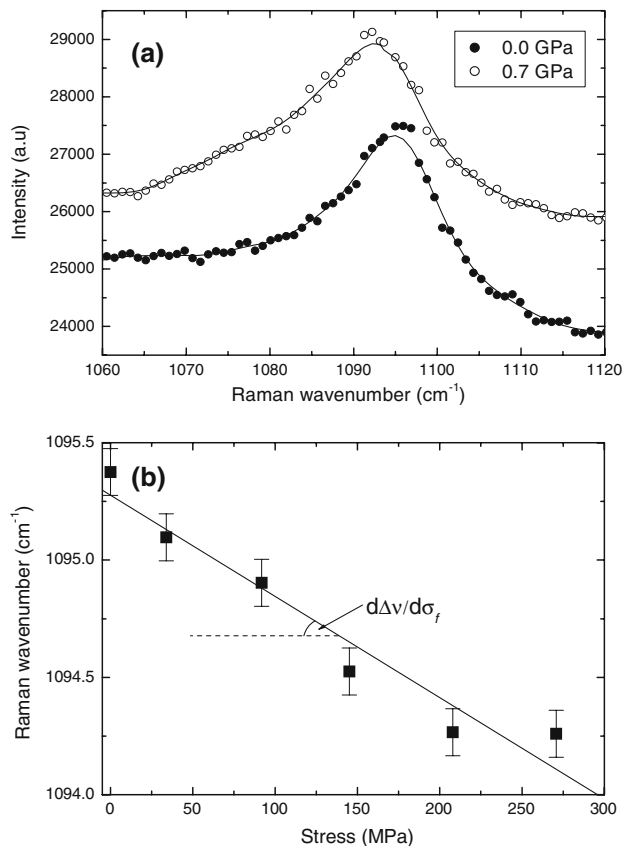 (a)
0.0 GPa
0.7 GPa
29000
28000
27000
26000
25000
24000
Intensity (a.u)
1060 1070 1080 1090 1100 1110 1120
Raman wavenumber (cm⁻¹)
(b)
1095.5
1095.0
1094.5
1094.0
Raman wavenumber (cm⁻¹)
dΔν/dσf
0 50 100 150 200 250 300
Stress (MPa)